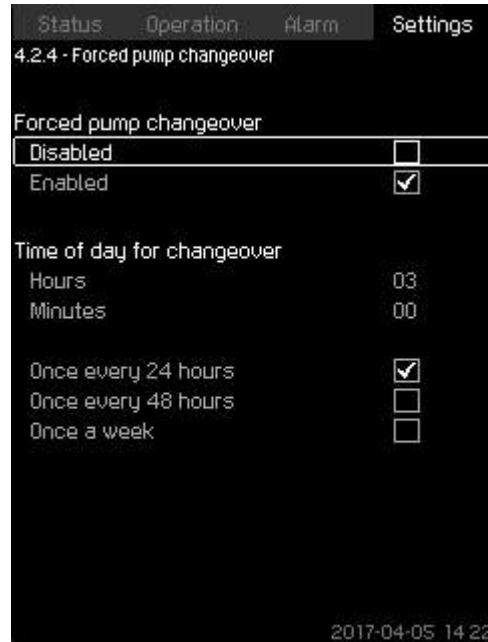 Status Operation Alarm Settings
4.2.4 - Forced pump changeover
Forced pump changeover
Disabled
Enabled
Time of day for changeover
Hours 03
Minutes 00
Once every 24 hours
Once every 48 hours
Once a week
2017-04-05 14:22